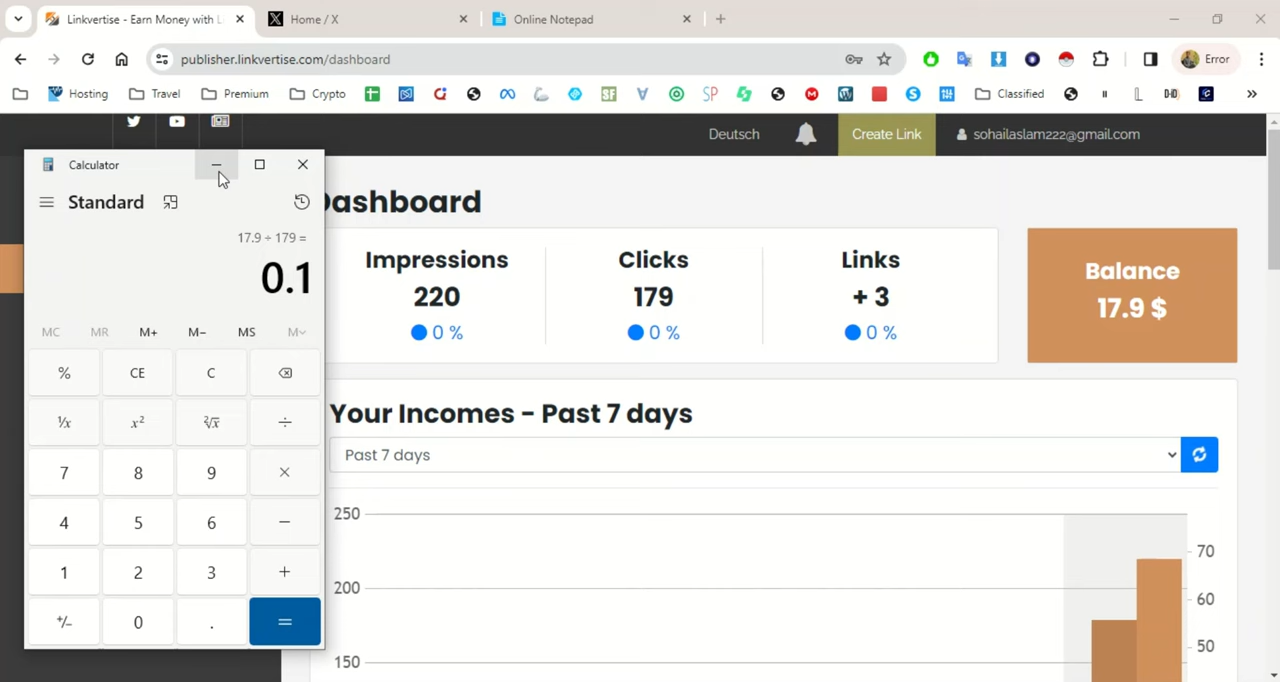 Linkvertise - Earn Money with L
Home / X
Online Notepad
publisher.linkvertise.com/dashboard
Error
Hosting
Travel
Premium
Crypto
SF
SP
Classified
Deutsch
Create Link
sohailaslam222@gmail.com
Calculator
Standard
17.9 ÷ 179 =
0.1
MC MR M+ M− MS M
% CE C
¹/x x² ²√x ÷
7 8 9 ×
4 5 6 −
1 2 3 +
+/− 0 . =
Dashboard
Impressions
220
0 %
Clicks
179
0 %
Links
+ 3
0 %
Balance
17.9 $
Your Incomes - Past 7 days
Past 7 days
250
200
150
70
60
50